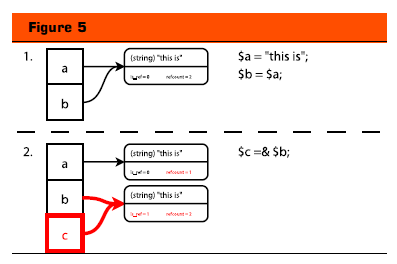 Figure 5
1.
a
b
(string) "this is"
is_ref = 0 refcount = 2
$a = "this is";
$b = $a;
2.
a
b
c
(string) "this is"
is_ref = 0 refcount = 1
(string) "this is"
is_ref = 1 refcount = 2
$c =& $b;